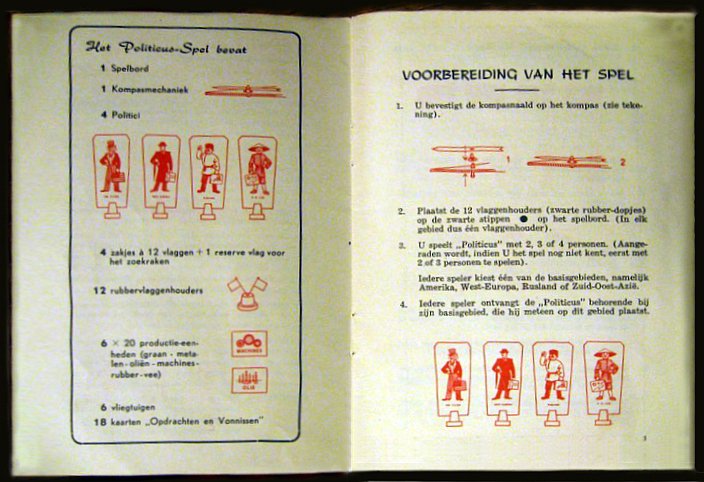 Het Politicus-Spel bevat
1 Spelbord
1 Kompasmechaniek
4 Politici
4 zakjes à 12 vlaggen + 1 reserve vlag voor
het zoekraken
12 rubbervlaggenhouders
6 × 20 productie-een-
heden (graan - meta-
len - oliën - machines-
rubber - vee)
MACHINES
OLIE
6 vliegtuigen
18 kaarten „Opdrachten en Vonnissen"
VOORBEREIDING VAN HET SPEL
1. U bevestigt de kompasnaald op het kompas (zie teke-
ning).
1
2
2. Plaatst de 12 vlaggenhouders (zwarte rubber-dopjes)
op de zwarte stippen ● op het spelbord. (In elk
gebied dus één vlaggenhouder).
3. U speelt „Politicus" met 2, 3 of 4 personen. (Aange-
raden wordt, indien U het spel nog niet kent, eerst met
2 of 3 personen te spelen).
Iedere speler kiest één van de basisgebieden, namelijk
Amerika, West-Europa, Rusland of Zuid-Oost-Azië.
4. Iedere speler ontvangt de „Politicus" behorende bij
zijn basisgebied, die hij meteen op dit gebied plaatst.